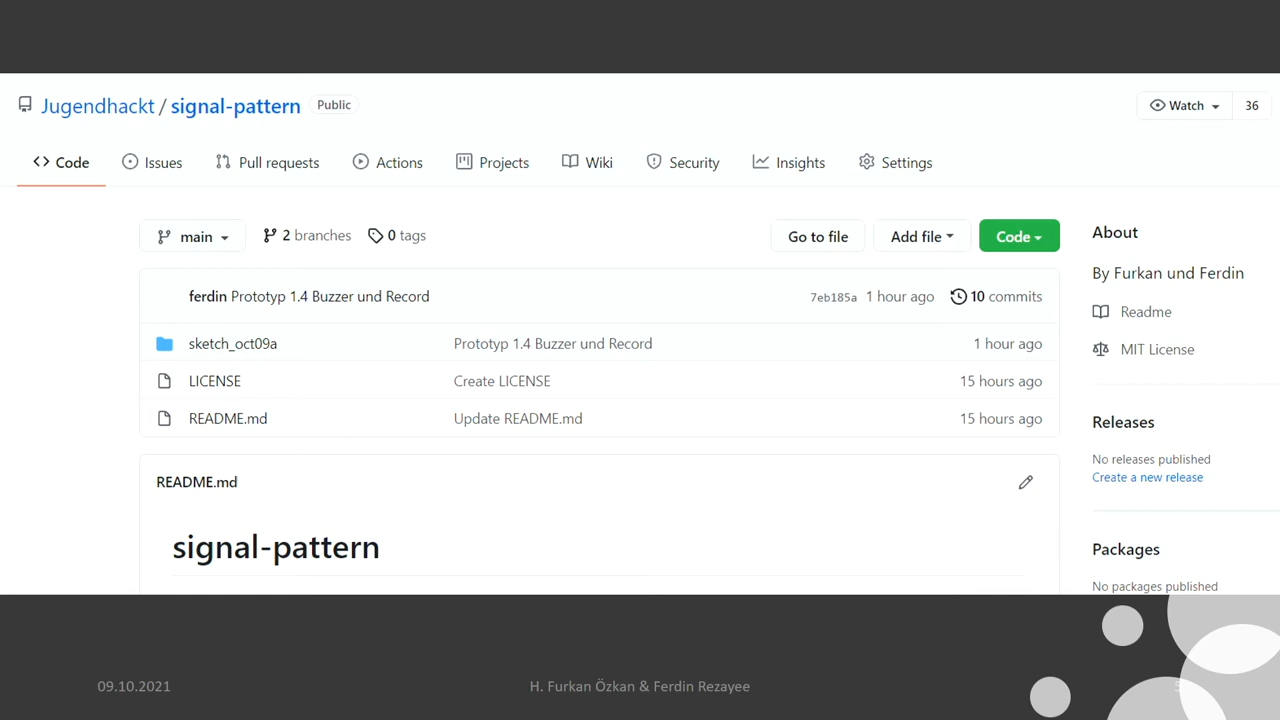 Jugendhackt / signal-pattern Public Watch 36
Code Issues Pull requests Actions Projects Wiki Security Insights Settings
main 2 branches 0 tags Go to file Add file Code
ferdin Prototyp 1.4 Buzzer und Record 7eb185a 1 hour ago 10 commits
sketch_oct09a Prototyp 1.4 Buzzer und Record 1 hour ago
LICENSE Create LICENSE 15 hours ago
README.md Update README.md 15 hours ago
README.md
signal-pattern
About
By Furkan und Ferdin
Readme
MIT License
Releases
No releases published
Create a new release
Packages
No packages published
09.10.2021 H. Furkan Özkan & Ferdin Rezayee